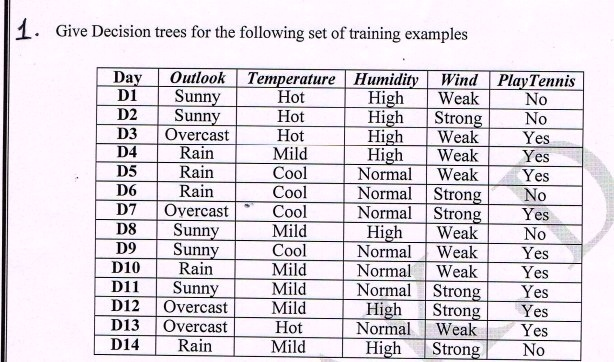 1. Give Decision trees for the following set of training examples
Day Outlook Temperature Humidity Wind PlayTennis
D1 Sunny Hot High Weak No
D2 Sunny Hot High Strong No
D3 Overcast Hot High Weak Yes
D4 Rain Mild High Weak Yes
D5 Rain Cool Normal Weak Yes
D6 Rain Cool Normal Strong No
D7 Overcast Cool Normal Strong Yes
D8 Sunny Mild High Weak No
D9 Sunny Cool Normal Weak Yes
D10 Rain Mild Normal Weak Yes
D11 Sunny Mild Normal Strong Yes
D12 Overcast Mild High Strong Yes
D13 Overcast Hot Normal Weak Yes
D14 Rain Mild High Strong No